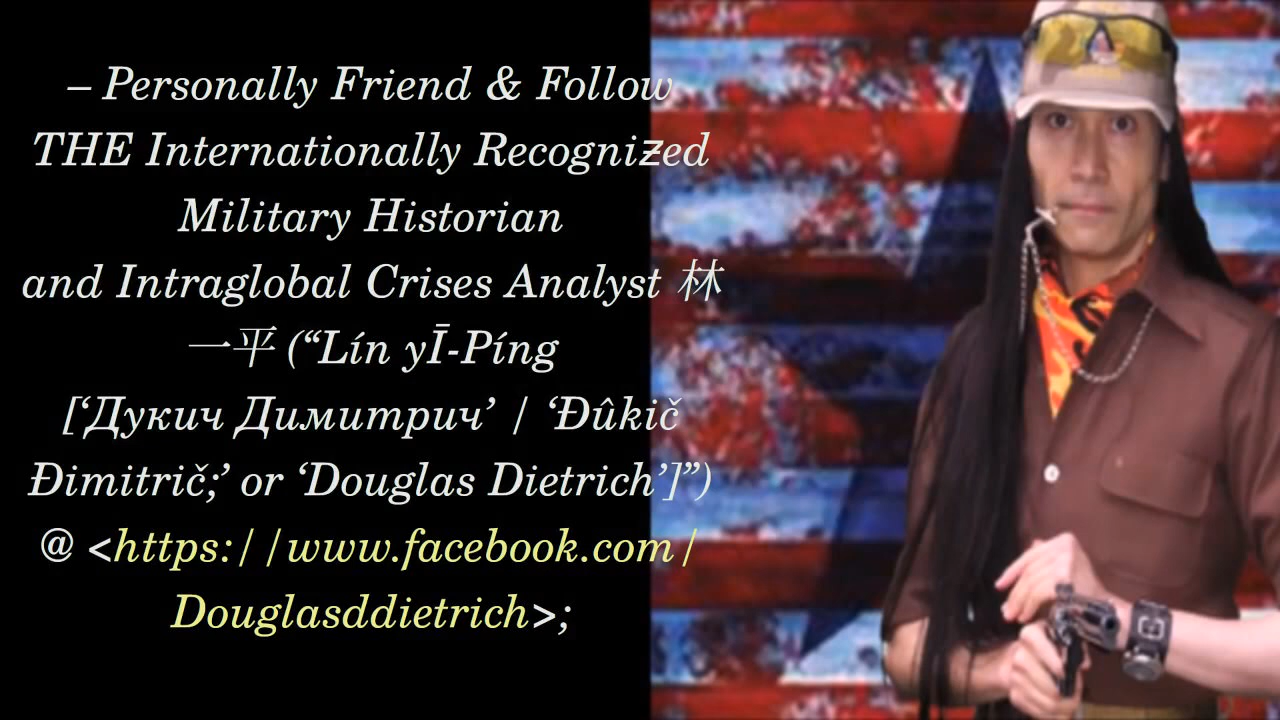 – Personally Friend & Follow
THE Internationally Recogniƶed
Military Historian
and Intraglobal Crises Analyst 林
一平 (“Lín yĪ-Píng
[‘Дукич Димитрич’ / ‘Đûkič
Đimitrič;’ or ‘Douglas Dietrich’]”)
@ <https://www.facebook.com/
Douglasddietrich>;